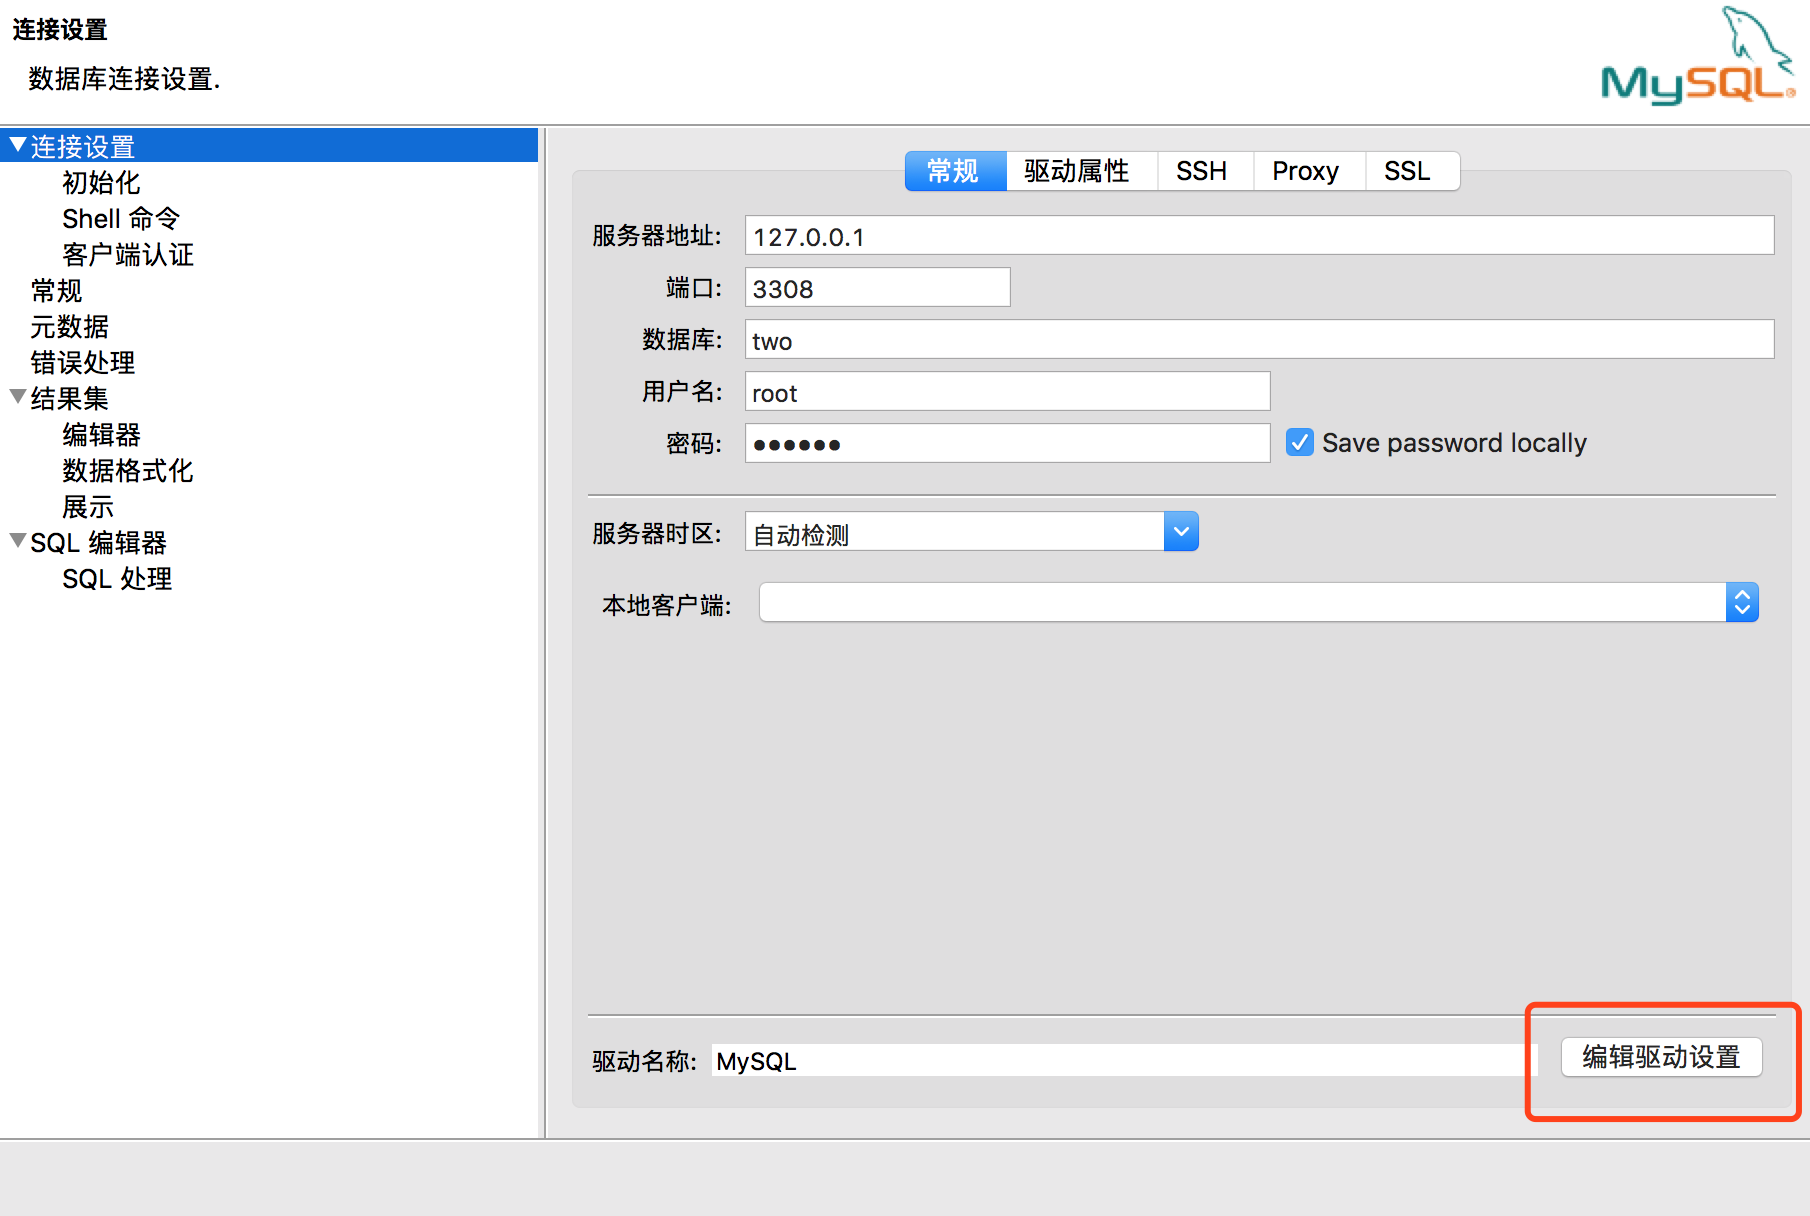 连接设置
数据库连接设置.
MySQL®
连接设置
初始化
Shell 命令
客户端认证
常规
元数据
错误处理
结果集
编辑器
数据格式化
展示
SQL 编辑器
SQL 处理
常规 驱动属性 SSH Proxy SSL
服务器地址: 127.0.0.1
端口: 3308
数据库: two
用户名: root
密码: ●●●●●● Save password locally
服务器时区: 自动检测
本地客户端:
驱动名称: MySQL 编辑驱动设置